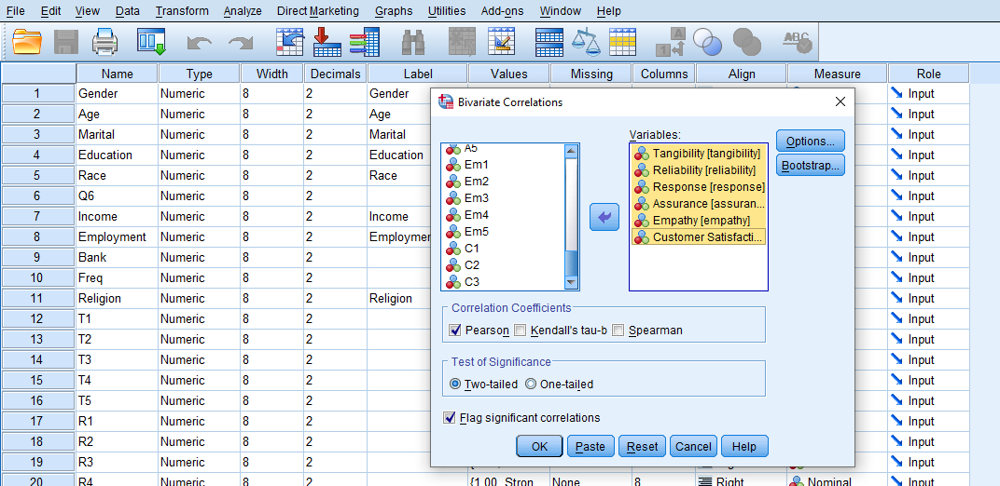 File Edit View Data Transform Analyze Direct Marketing Graphs Utilities Add-ons Window Help
A
1
ABC
Name Type Width Decimals Label Values Missing Columns Align Measure Role
1 Gender Numeric 8 2 Gender Input
2 Age Numeric 8 2 Age Input
3 Marital Numeric 8 2 Marital Input
4 Education Numeric 8 2 Education Input
5 Race Numeric 8 2 Race Input
6 Q6 Numeric 8 2 Input
7 Income Numeric 8 2 Income Input
8 Employment Numeric 8 2 Employmer Input
9 Bank Numeric 8 2 Input
10 Freq Numeric 8 2 Input
11 Religion Numeric 8 2 Religion Input
12 T1 Numeric 8 2 Input
13 T2 Numeric 8 2 Input
14 T3 Numeric 8 2 Input
15 T4 Numeric 8 2 Input
16 T5 Numeric 8 2 Input
17 R1 Numeric 8 2 Input
18 R2 Numeric 8 2 Input
19 R3 Numeric 8 2 Input
20 R4 Numeric 8 2 {1.00, Stron... None 8 Right Nominal Input
Bivariate Correlations
Variables:
A5
Em1
Em2
Em3
Em4
Em5
C1
C2
C3
Tangibility [tangibility]
Reliability [reliability]
Response [response]
Assurance [assuran...
Empathy [empathy]
Customer Satisfacti...
Options...
Bootstrap...
Correlation Coefficients
Pearson Kendall's tau-b Spearman
Test of Significance
Two-tailed One-tailed
Flag significant correlations
OK Paste Reset Cancel Help